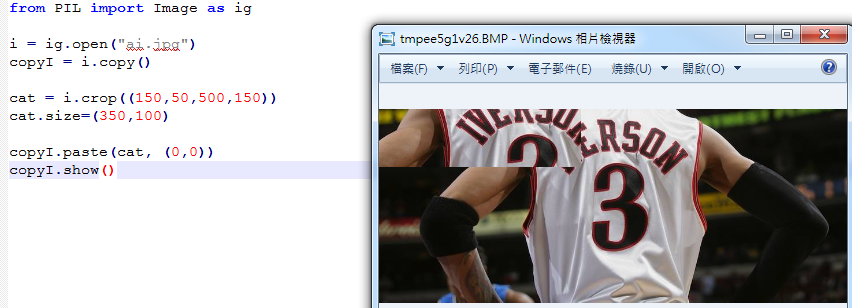 from PIL import Image as ig
i = ig.open("ai.jpg")
copyI = i.copy()
cat = i.crop((150,50,500,150))
cat.size=(350,100)
copyI.paste(cat, (0,0))
copyI.show()
tmpee5g1v26.BMP - Windows 相片檢視器
檔案(F) 列印(P) 電子郵件(E) 燒錄(U) 開啟(O)
IVERSON
ERSON
3
3